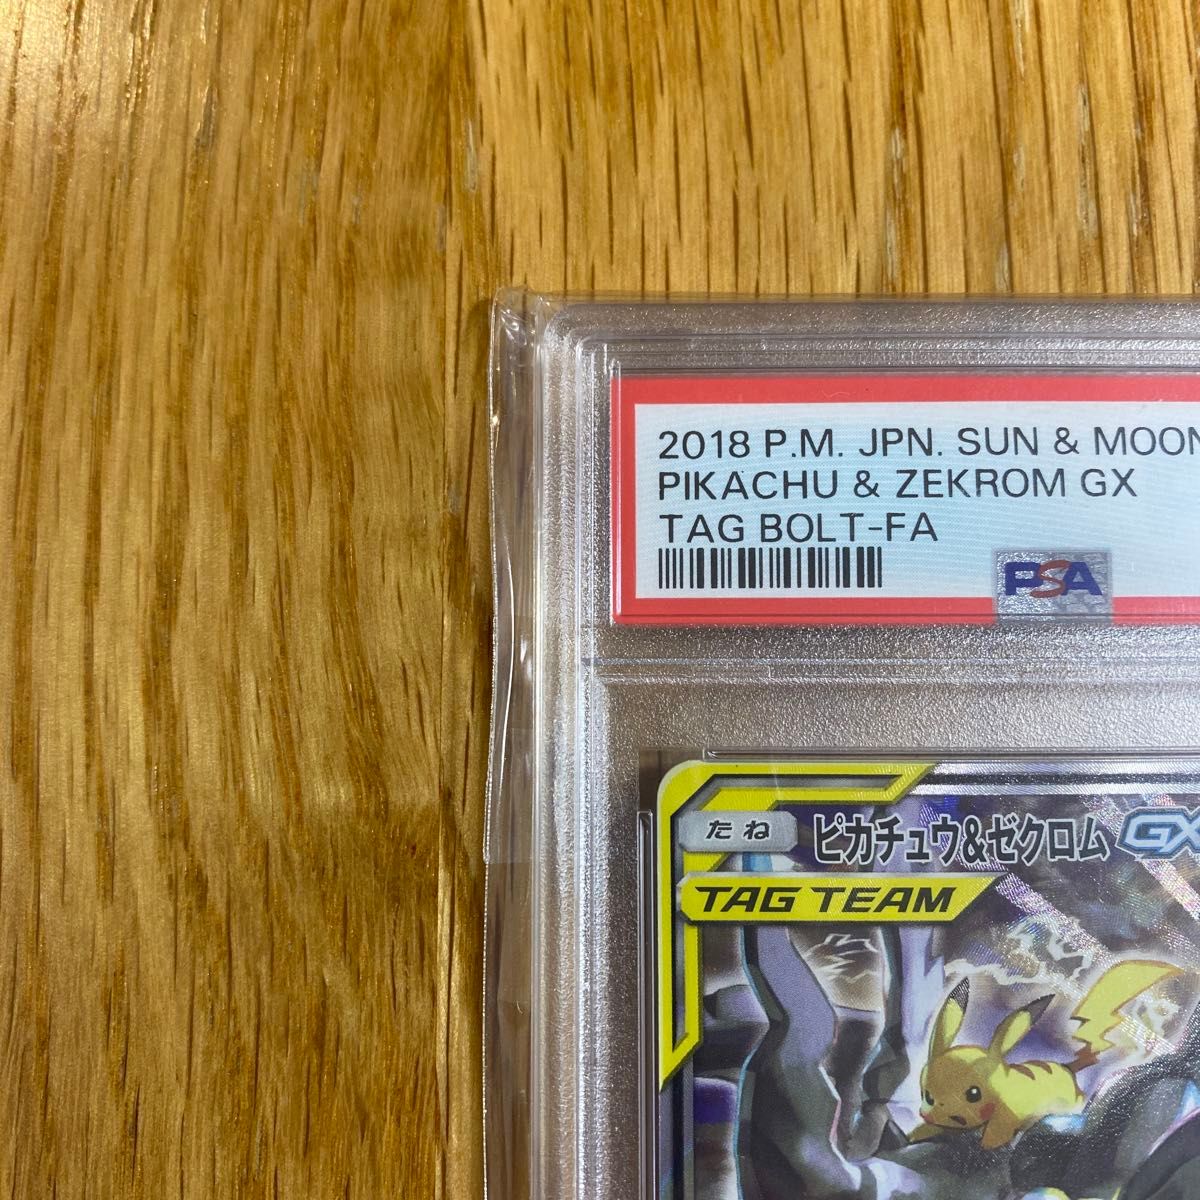 2018 P.M. JPN. SUN & MOON
PIKACHU & ZEKROM GX
TAG BOLT-FA
PSA
たね ピカチュウ&ゼクロム GX
TAG TEAM